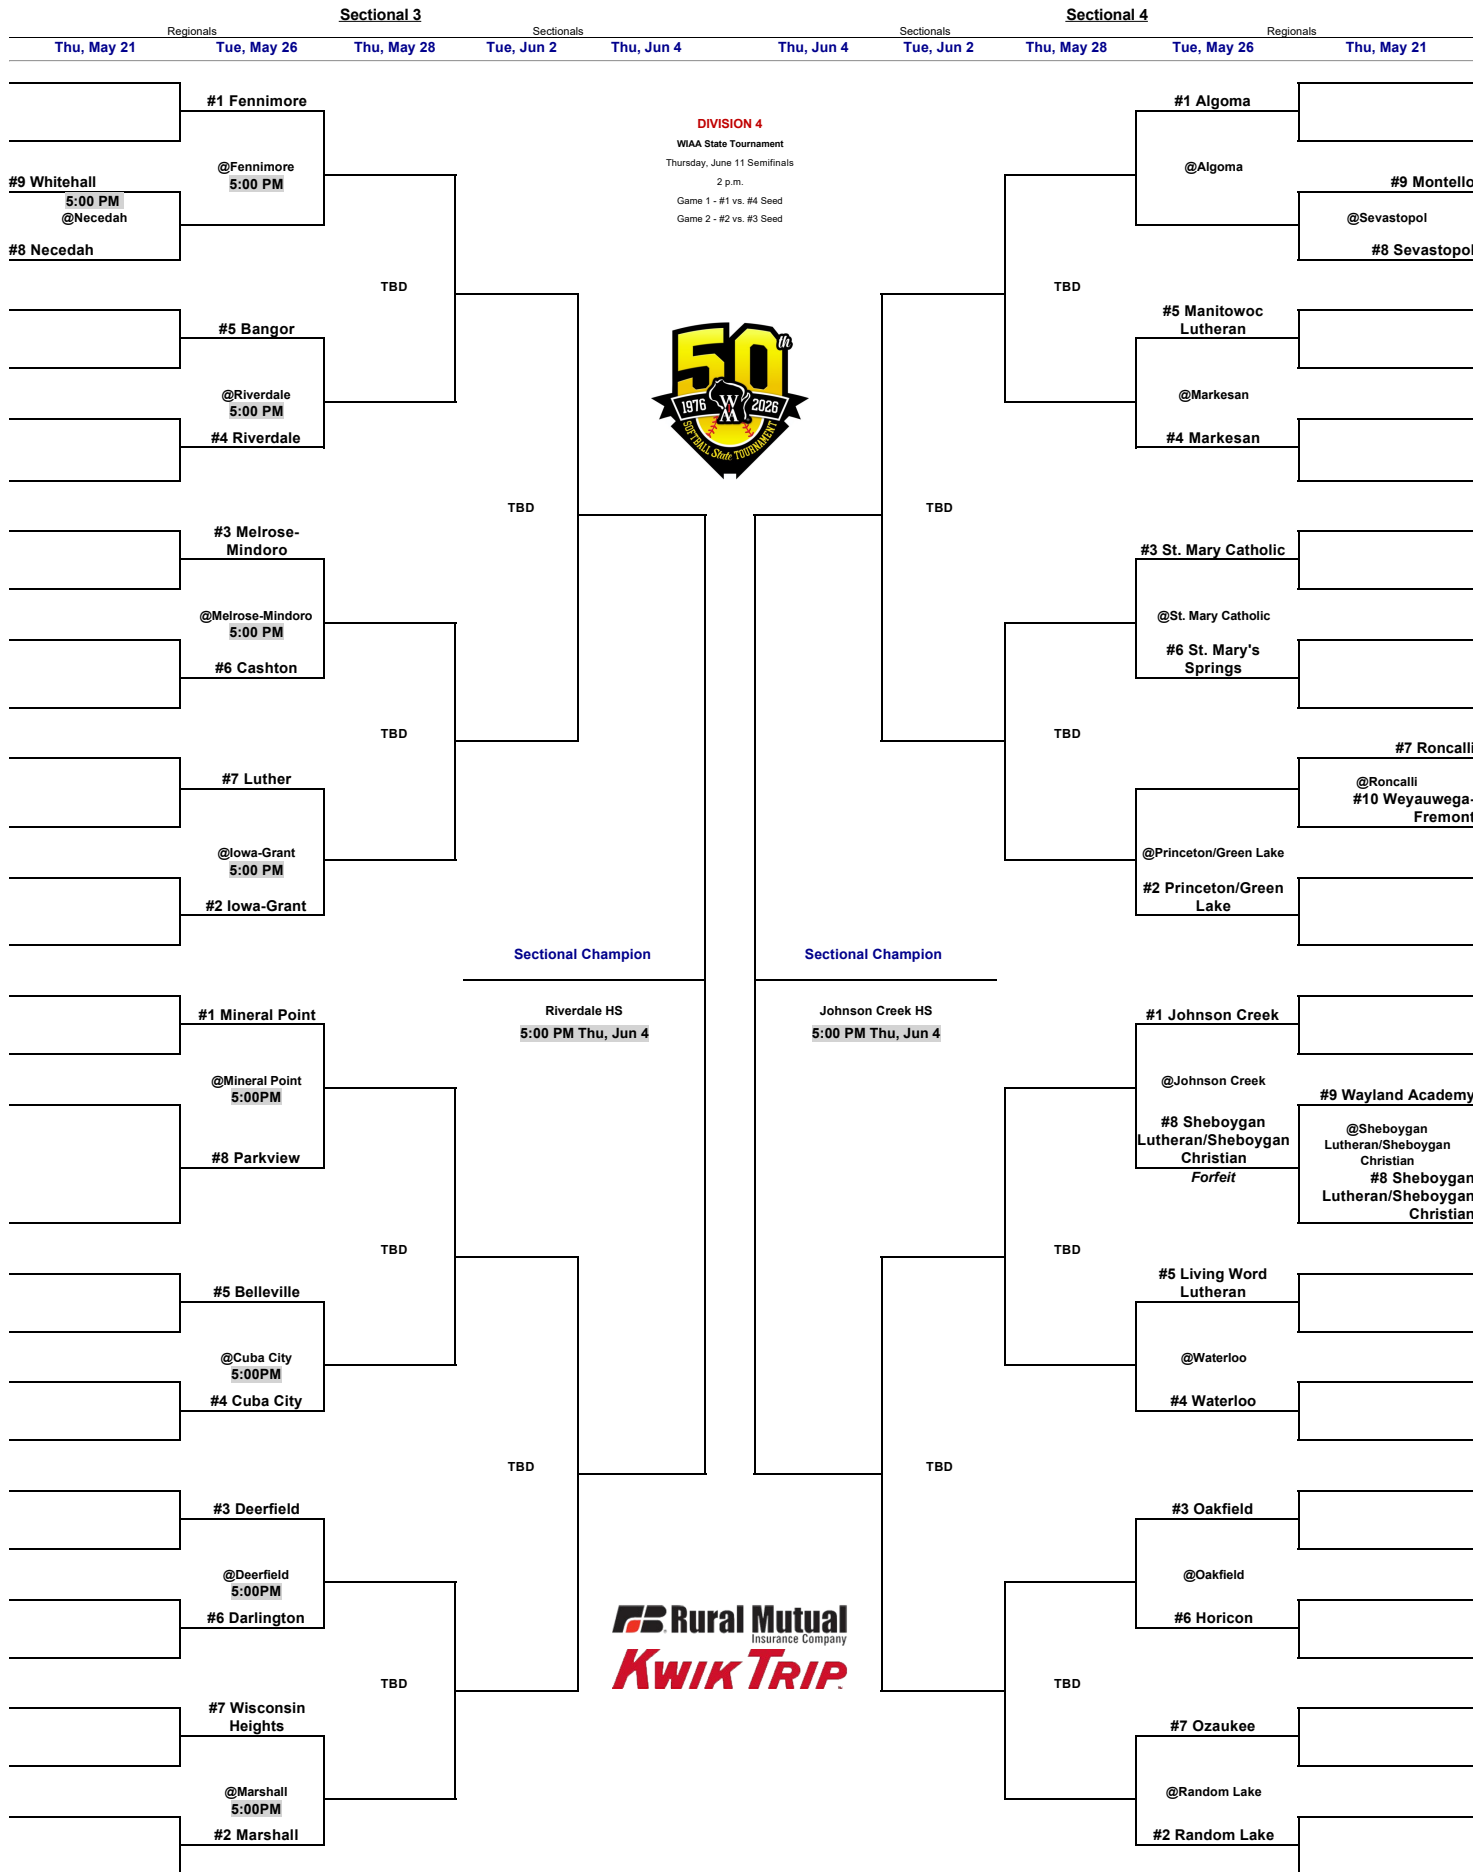 Sectional 3
Sectional 4
Regionals
Sectionals
Sectionals
Regionals
Thu, May 21
Tue, May 26
Thu, May 28
Tue, Jun 2
Thu, Jun 4
Thu, Jun 4
Tue, Jun 2
Thu, May 28
Tue, May 26
Thu, May 21
#1 Fennimore
@Fennimore
5:00 PM
#9 Whitehall
5:00 PM
@Necedah
#8 Necedah
TBD
#5 Bangor
@Riverdale
5:00 PM
#4 Riverdale
TBD
#3 Melrose-
Mindoro
@Melrose-Mindoro
5:00 PM
#6 Cashton
TBD
#7 Luther
@Iowa-Grant
5:00 PM
#2 Iowa-Grant
Sectional Champion
Riverdale HS
5:00 PM Thu, Jun 4
#1 Mineral Point
@Mineral Point
5:00PM
#8 Parkview
TBD
#5 Belleville
@Cuba City
5:00PM
#4 Cuba City
TBD
#3 Deerfield
@Deerfield
5:00PM
#6 Darlington
TBD
#7 Wisconsin
Heights
@Marshall
5:00PM
#2 Marshall
DIVISION 4
WIAA State Tournament
Thursday, June 11 Semifinals
2 p.m.
Game 1 - #1 vs. #4 Seed
Game 2 - #2 vs. #3 Seed
50th
1976
WIAA
2026
SOFTBALL State TOURNAMENT
Rural Mutual
Insurance Company
KWIK TRIP
#1 Algoma
@Algoma
#9 Montello
@Sevastopol
#8 Sevastopol
TBD
#5 Manitowoc
Lutheran
@Markesan
#4 Markesan
TBD
#3 St. Mary Catholic
@St. Mary Catholic
#6 St. Mary's
Springs
TBD
#7 Roncalli
@Roncalli
#10 Weyauwega-
Fremont
@Princeton/Green Lake
#2 Princeton/Green
Lake
Sectional Champion
Johnson Creek HS
5:00 PM Thu, Jun 4
#1 Johnson Creek
@Johnson Creek
#8 Sheboygan
Lutheran/Sheboygan
Christian
Forfeit
#9 Wayland Academy
@Sheboygan
Lutheran/Sheboygan
Christian
#8 Sheboygan
Lutheran/Sheboygan
Christian
TBD
#5 Living Word
Lutheran
@Waterloo
#4 Waterloo
TBD
#3 Oakfield
@Oakfield
#6 Horicon
TBD
#7 Ozaukee
@Random Lake
#2 Random Lake